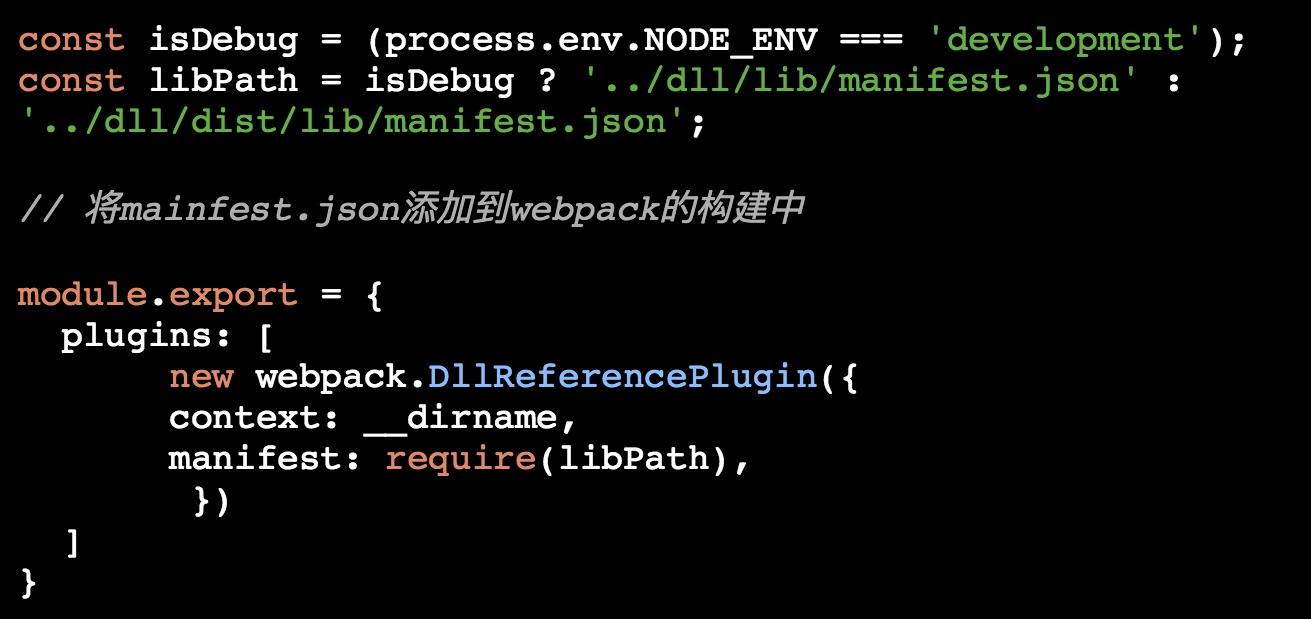 const isDebug = (process.env.NODE_ENV === 'development');
const libPath = isDebug ? '../dll/lib/manifest.json' :
'../dll/dist/lib/manifest.json';

// 将mainfest.json添加到webpack的构建中

module.export = {
  plugins: [
       new webpack.DllReferencePlugin({
       context: __dirname,
       manifest: require(libPath),
        })
  ]
}